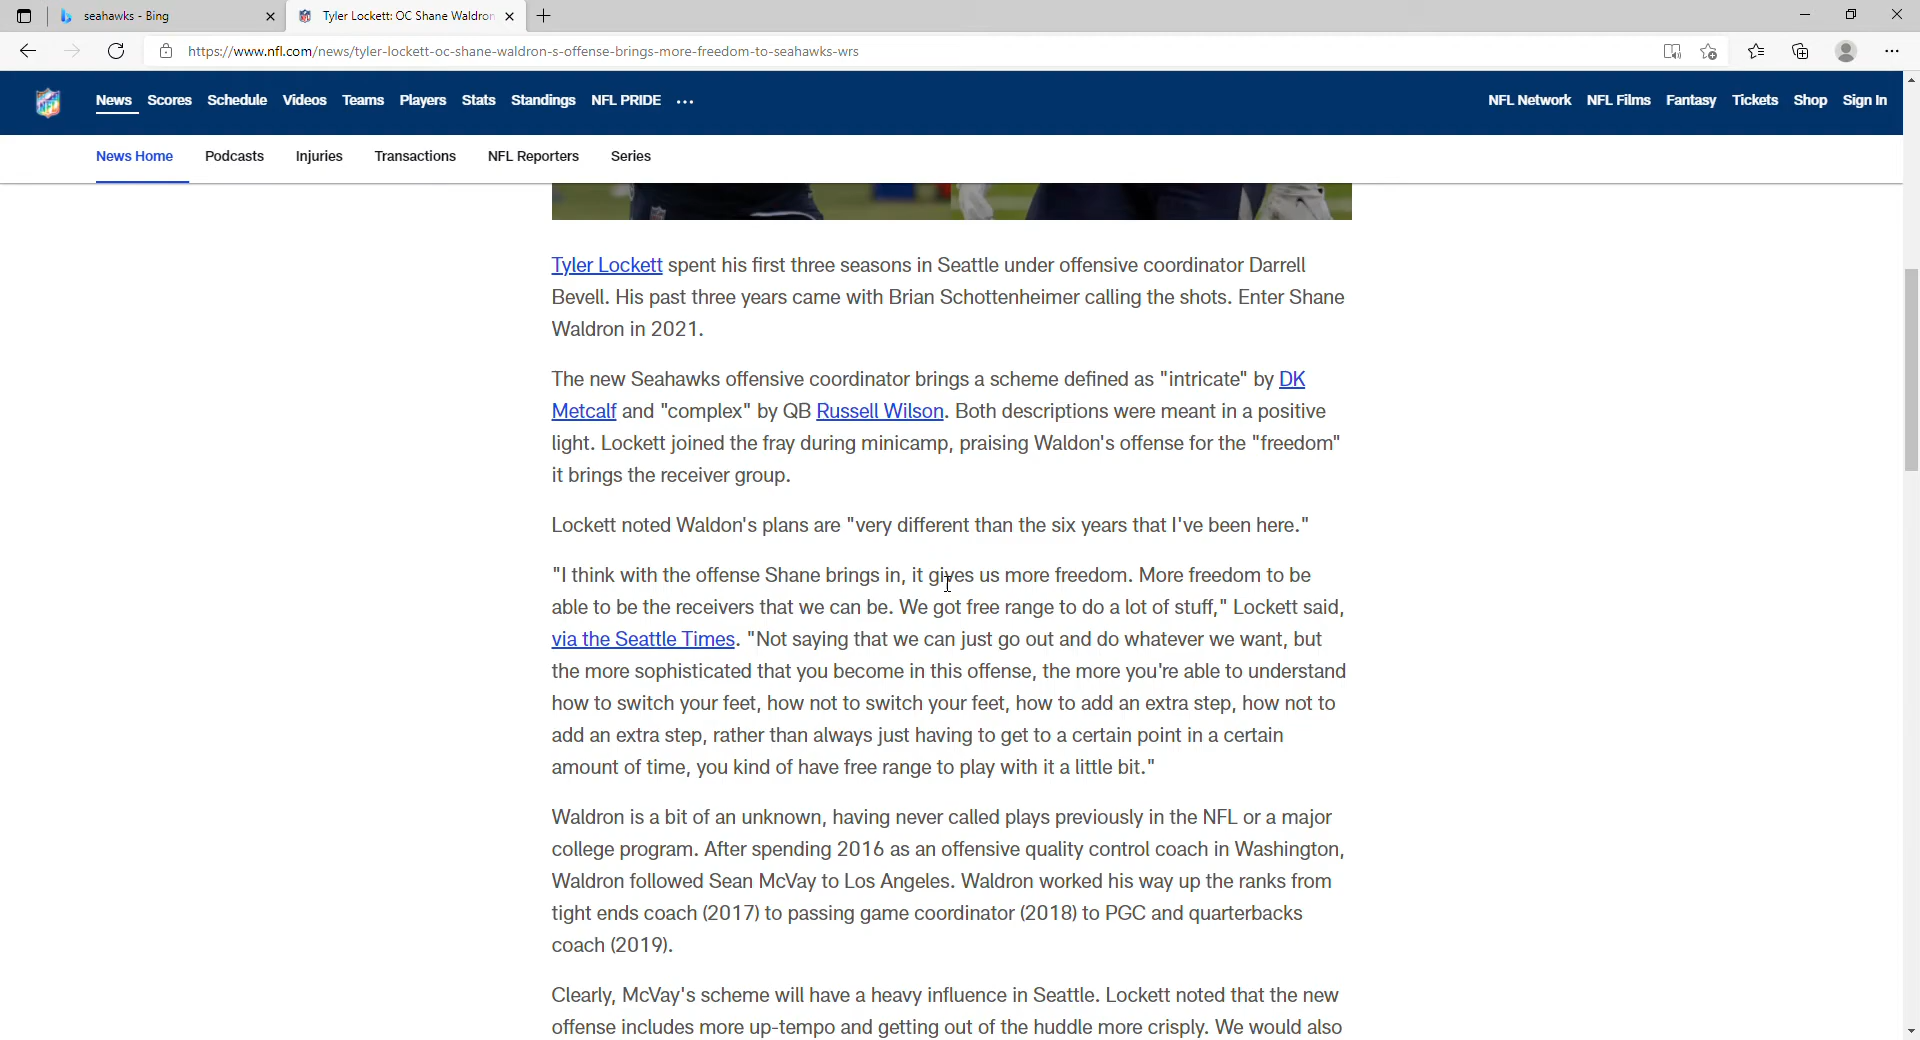 seahawks - Bing
Tyler Lockett: OC Shane Waldron
https://www.nfl.com/news/tyler-lockett-oc-shane-waldron-s-offense-brings-more-freedom-to-seahawks-wrs
NFL News Scores Schedule Videos Teams Players Stats Standings NFL PRIDE ... NFL Network NFL Films Fantasy Tickets Shop Sign In
News Home Podcasts Injuries Transactions NFL Reporters Series
Tyler Lockett spent his first three seasons in Seattle under offensive coordinator Darrell
Bevell. His past three years came with Brian Schottenheimer calling the shots. Enter Shane
Waldron in 2021.
The new Seahawks offensive coordinator brings a scheme defined as "intricate" by DK
Metcalf and "complex" by QB Russell Wilson. Both descriptions were meant in a positive
light. Lockett joined the fray during minicamp, praising Waldon's offense for the "freedom"
it brings the receiver group.
Lockett noted Waldon's plans are "very different than the six years that I've been here."
"I think with the offense Shane brings in, it gives us more freedom. More freedom to be
able to be the receivers that we can be. We got free range to do a lot of stuff," Lockett said,
via the Seattle Times. "Not saying that we can just go out and do whatever we want, but
the more sophisticated that you become in this offense, the more you're able to understand
how to switch your feet, how not to switch your feet, how to add an extra step, how not to
add an extra step, rather than always just having to get to a certain point in a certain
amount of time, you kind of have free range to play with it a little bit."
Waldron is a bit of an unknown, having never called plays previously in the NFL or a major
college program. After spending 2016 as an offensive quality control coach in Washington,
Waldron followed Sean McVay to Los Angeles. Waldron worked his way up the ranks from
tight ends coach (2017) to passing game coordinator (2018) to PGC and quarterbacks
coach (2019).
Clearly, McVay's scheme will have a heavy influence in Seattle. Lockett noted that the new
offense includes more up-tempo and getting out of the huddle more crisply. We would also